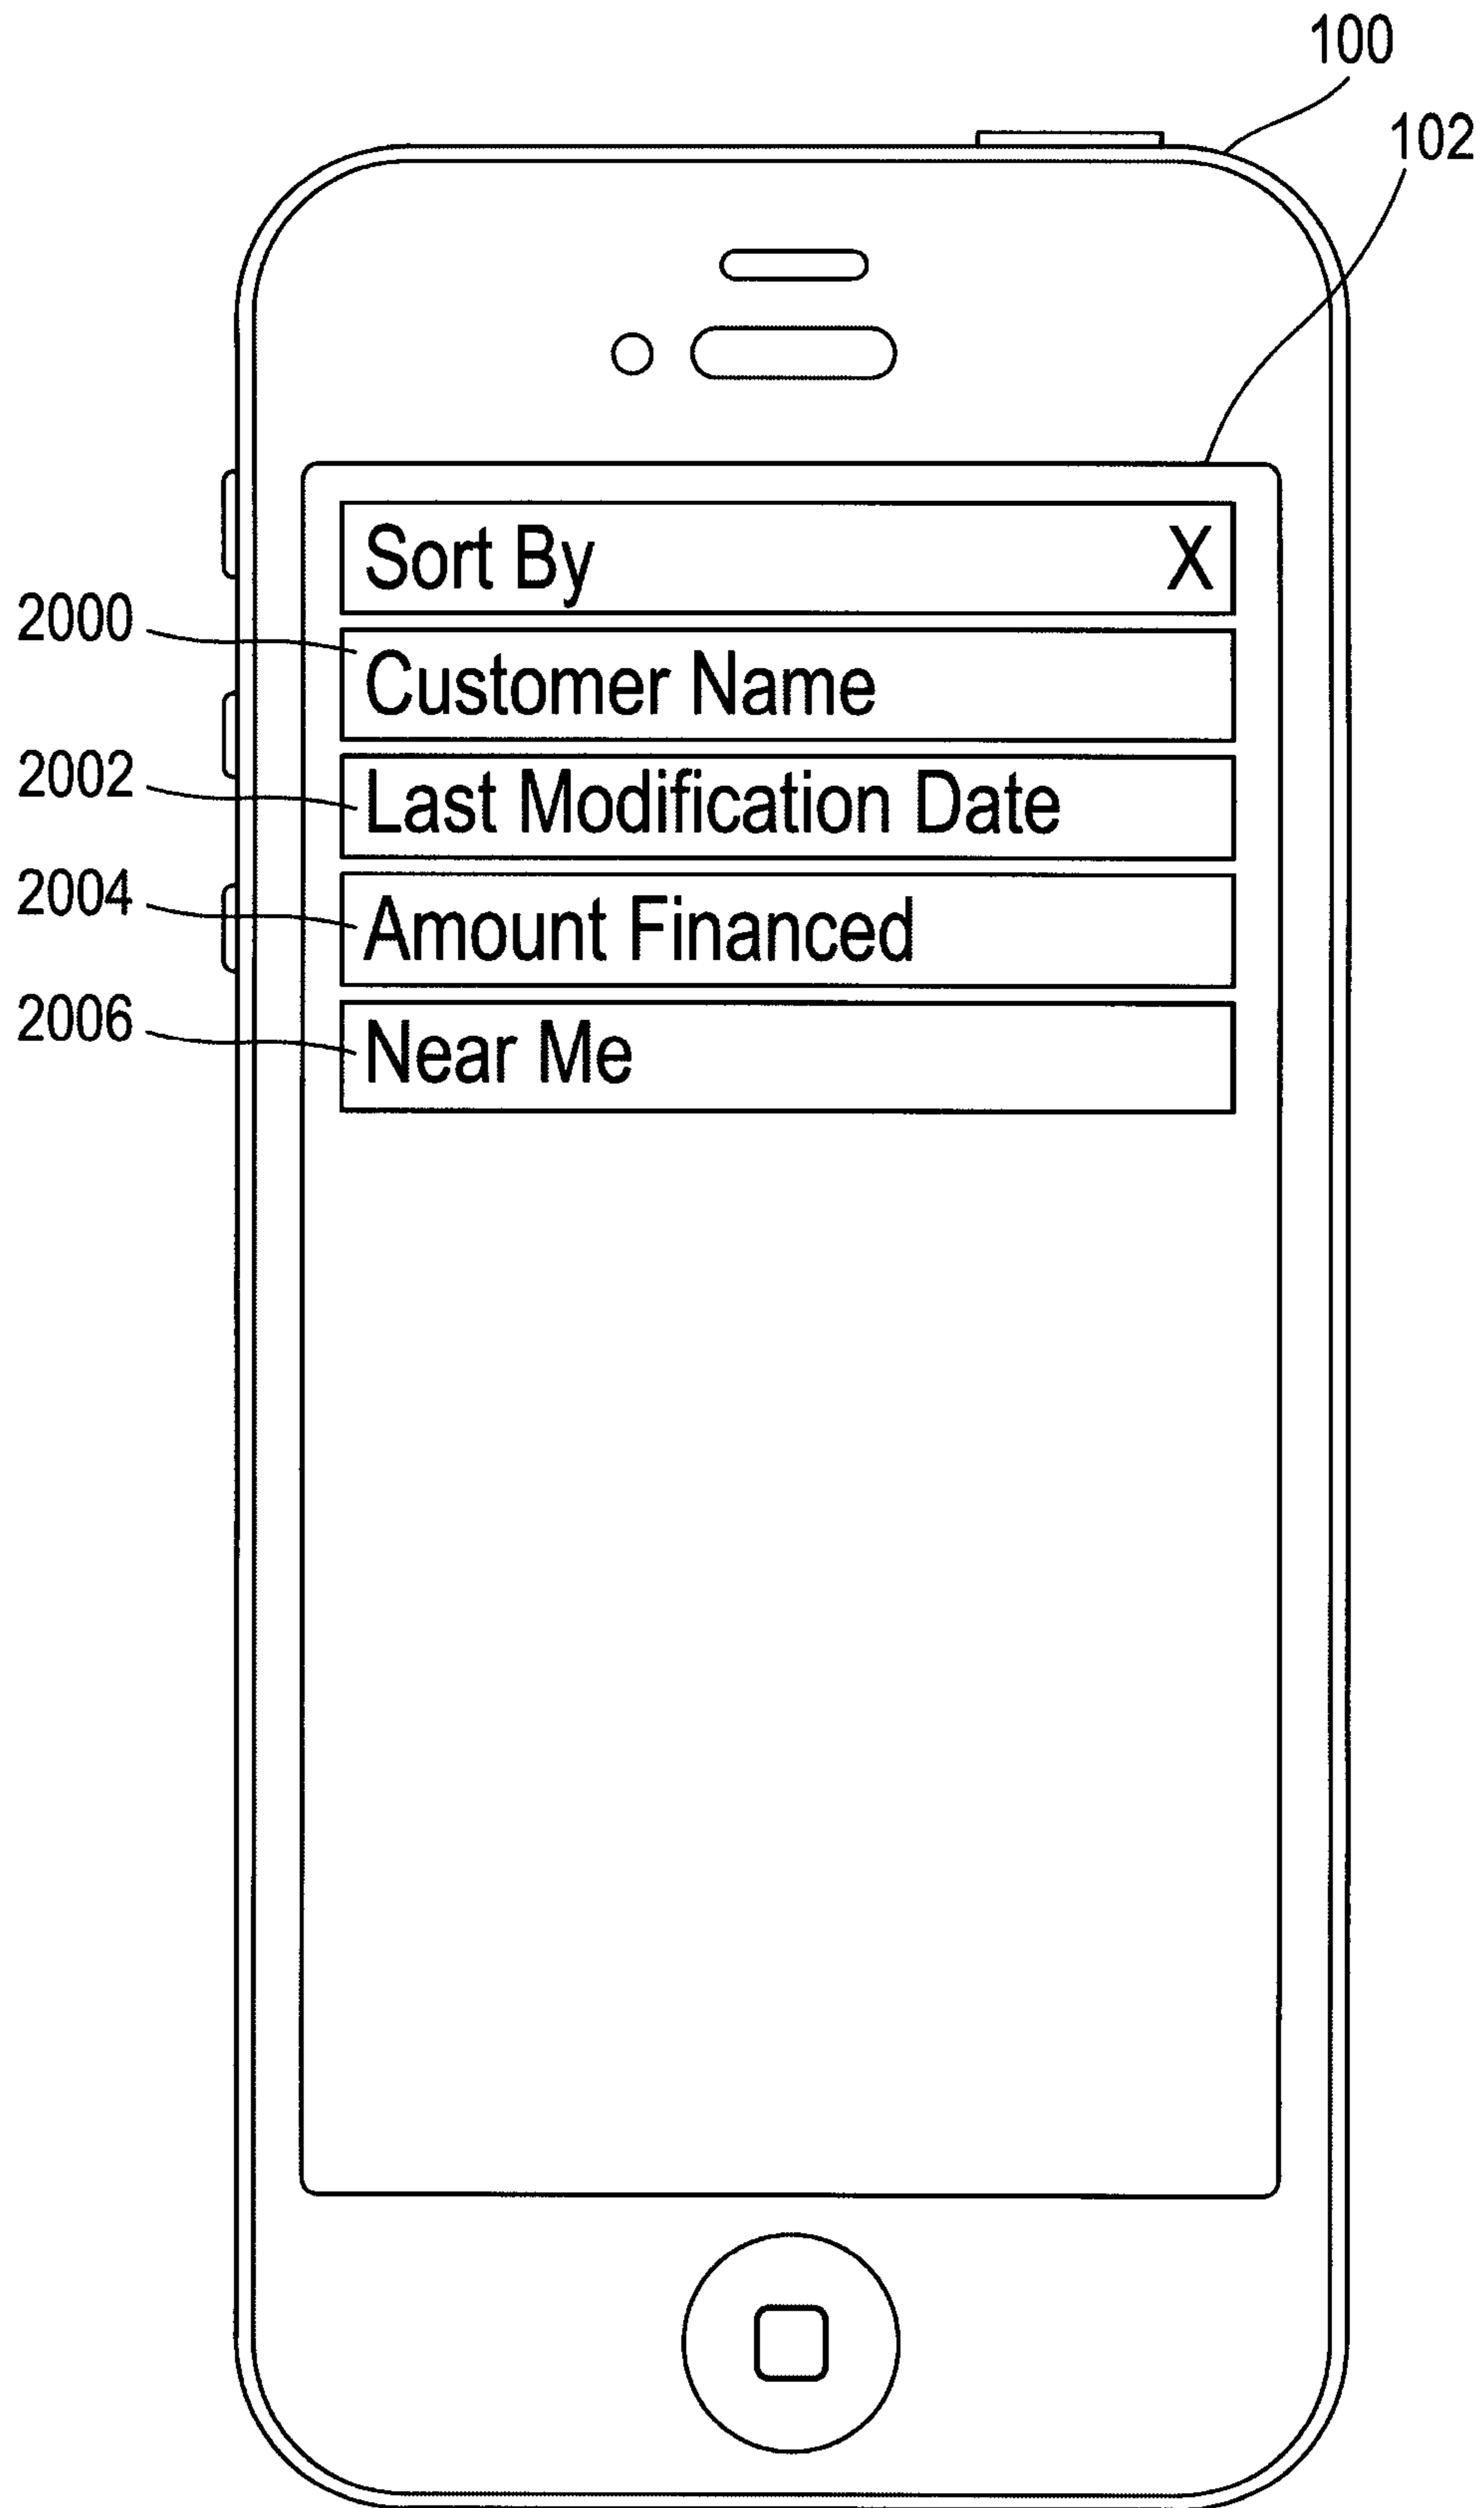 100
102
Sort By X
2000
Customer Name
2002
Last Modification Date
2004
Amount Financed
2006
Near Me